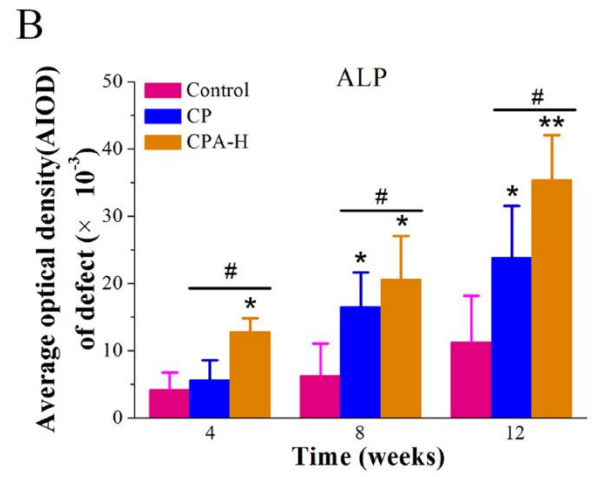 B
ALP
Control
CP
CPA-H
Average optical density(AIOD)
of defect (× 10⁻³)
50
40
30
20
10
0
#
*
#
*
*
#
*
**
4
8
12
Time (weeks)